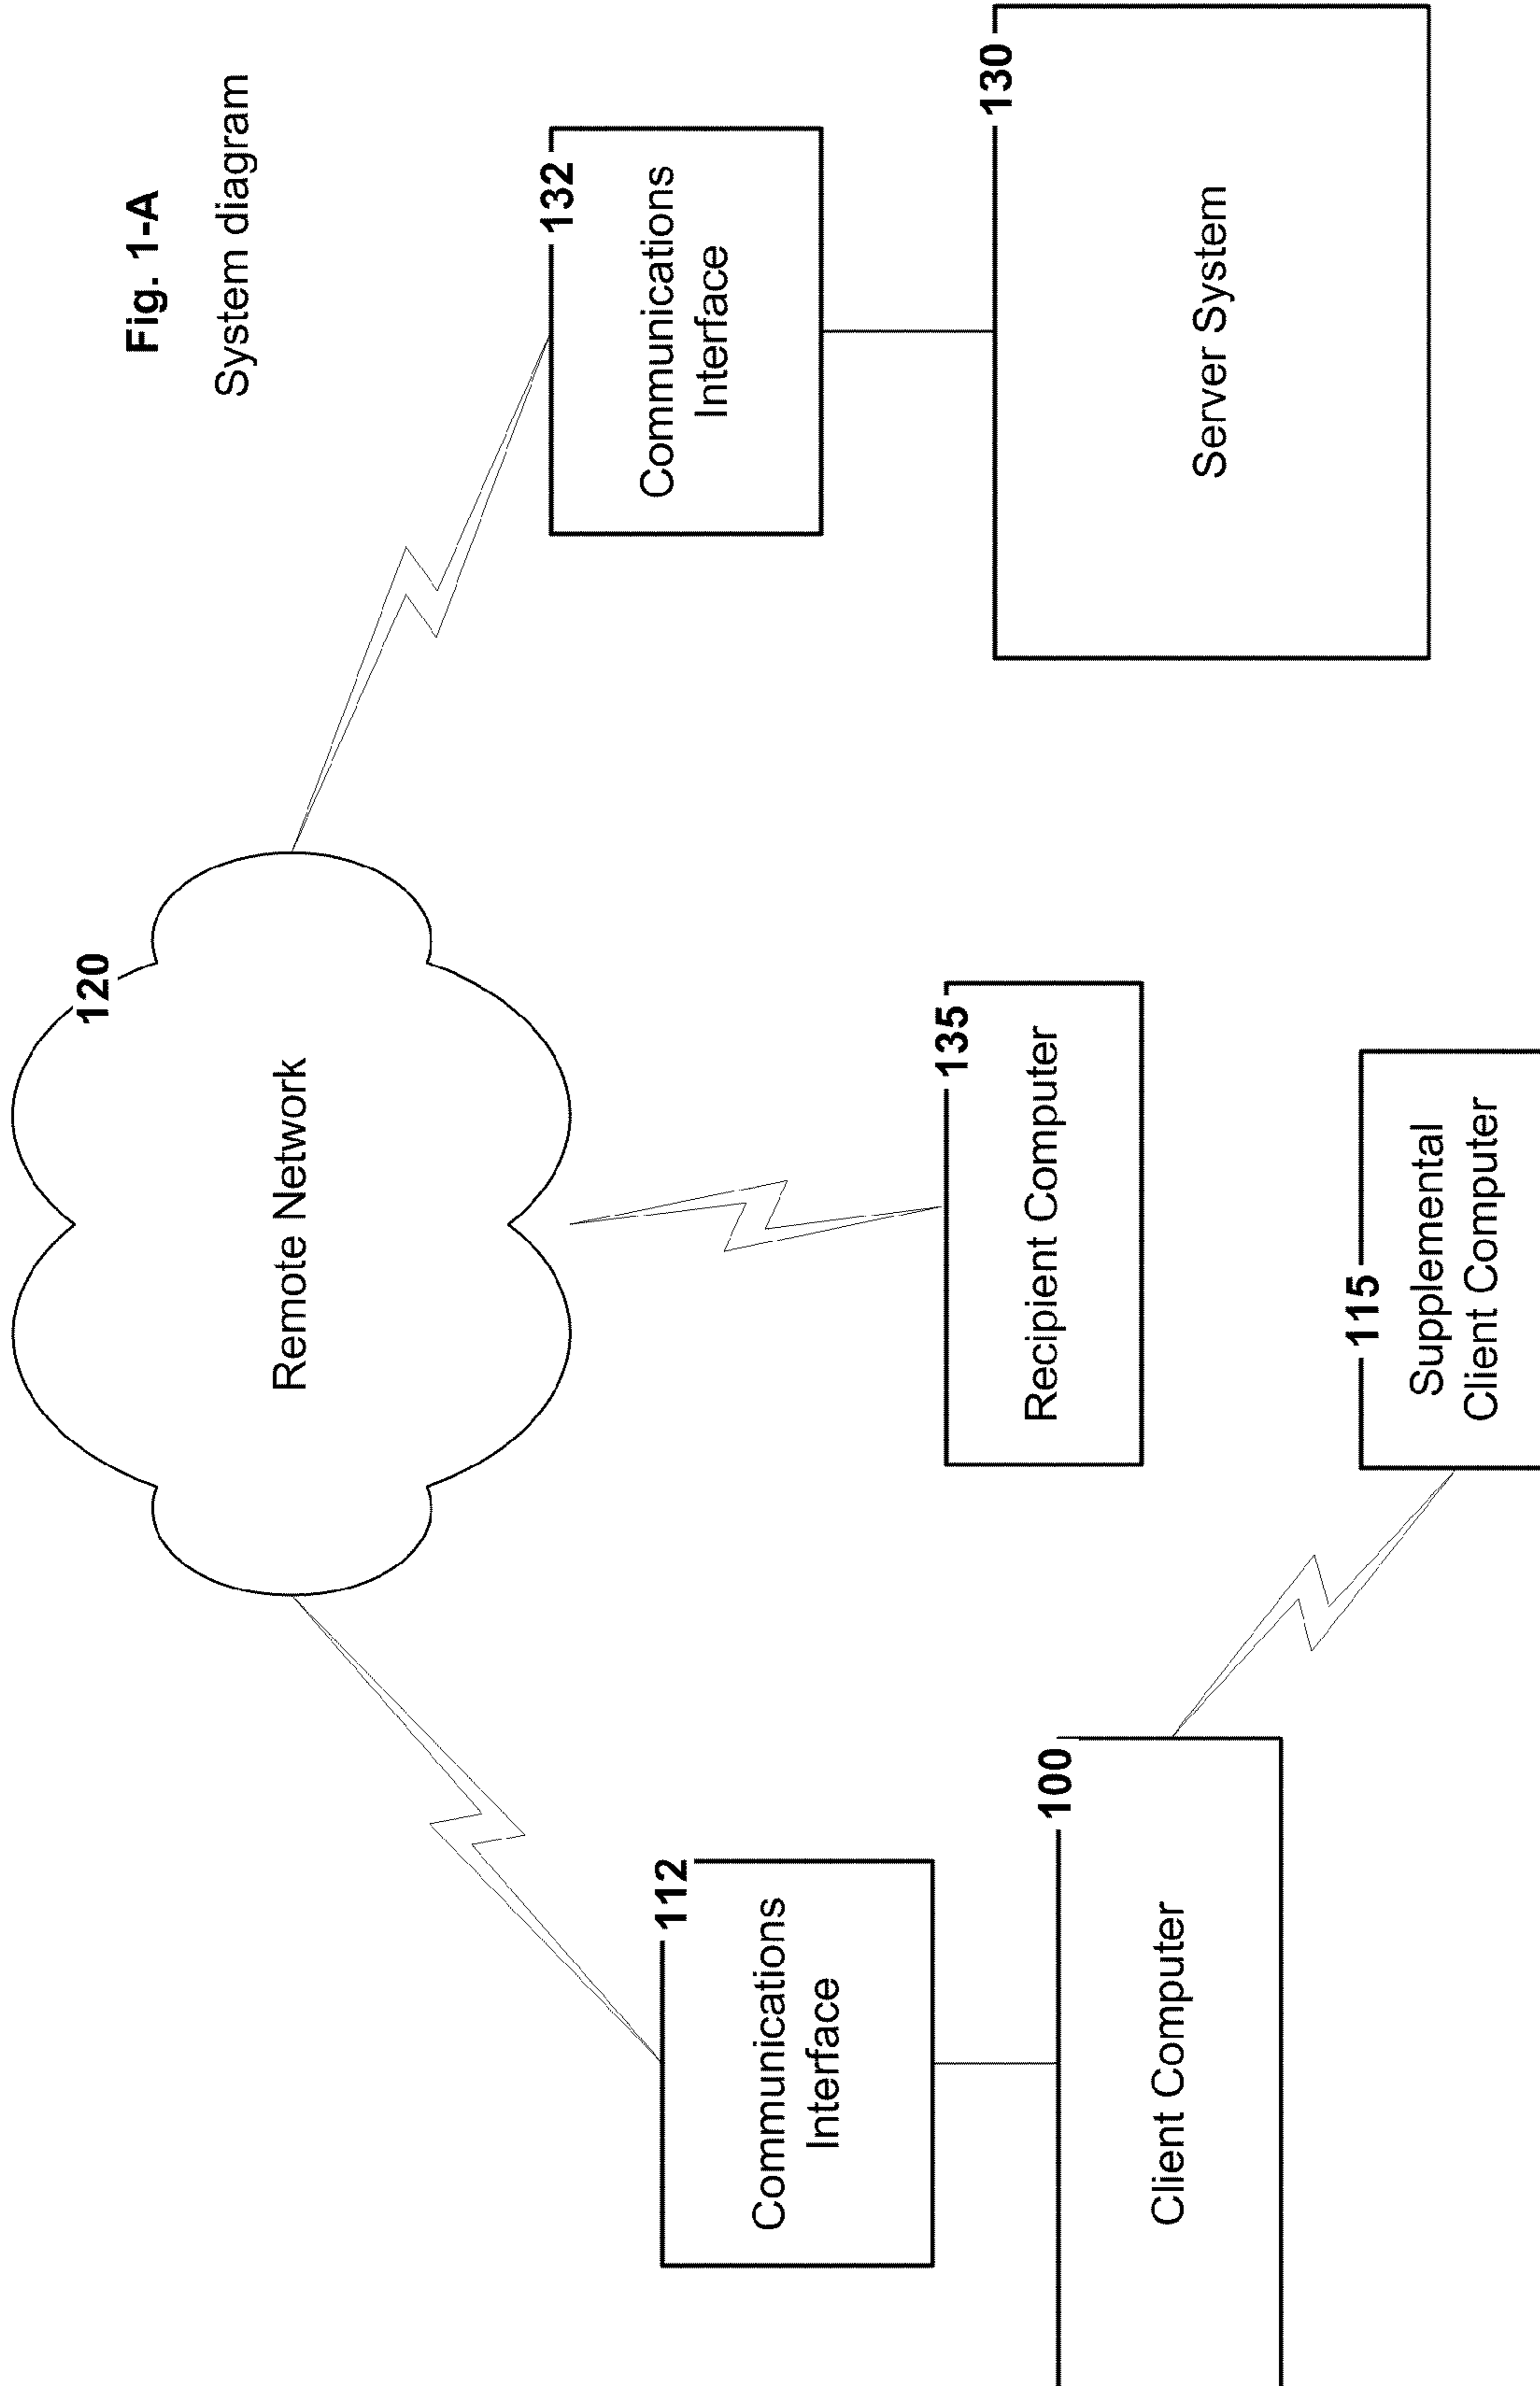 Fig. 1-A
System diagram
120
Remote Network
132
Communications
Interface
130
Server System
135
Recipient Computer
112
Communications
Interface
100
Client Computer
115
Supplemental
Client Computer